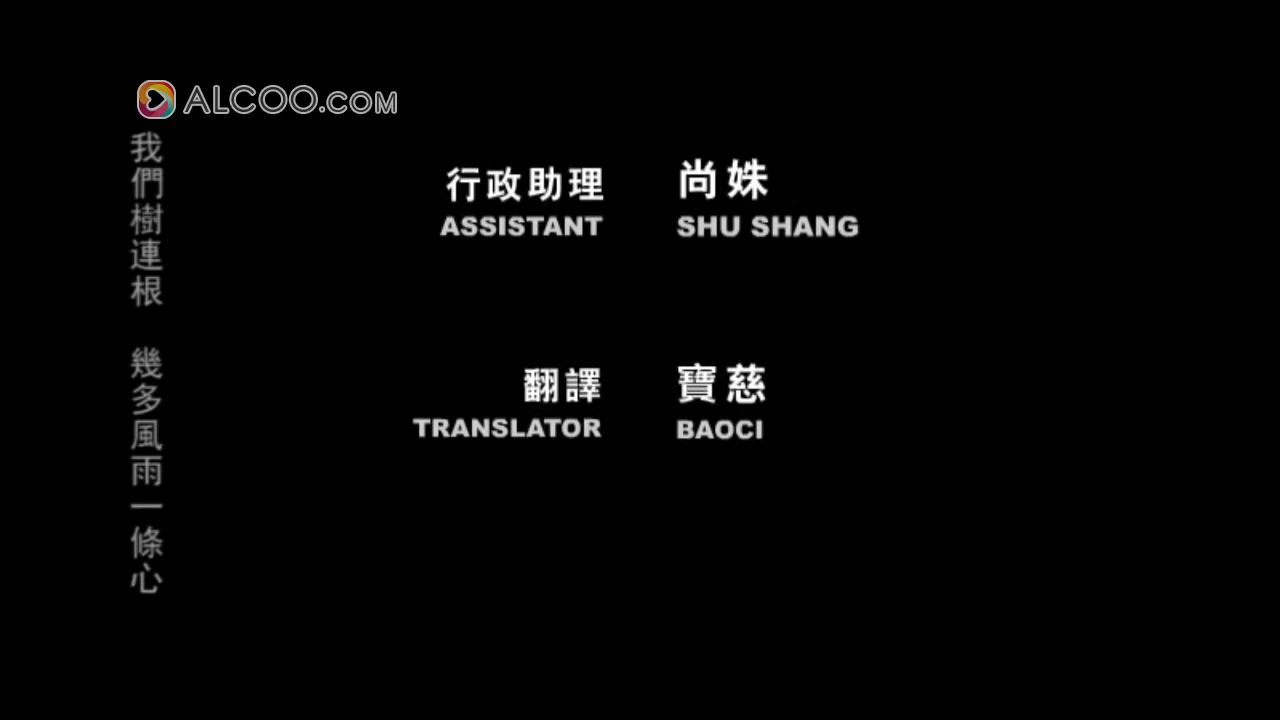 ALCOO.COM
我們樹連根 幾多風雨一條心
行政助理 尚姝
ASSISTANT SHU SHANG
翻譯 寶慈
TRANSLATOR BAOCI